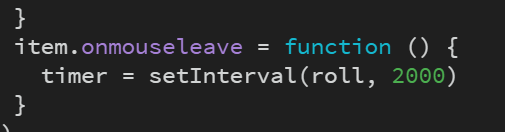 }
item.onmouseleave = function () {
timer = setInterval(roll, 2000)
}
)